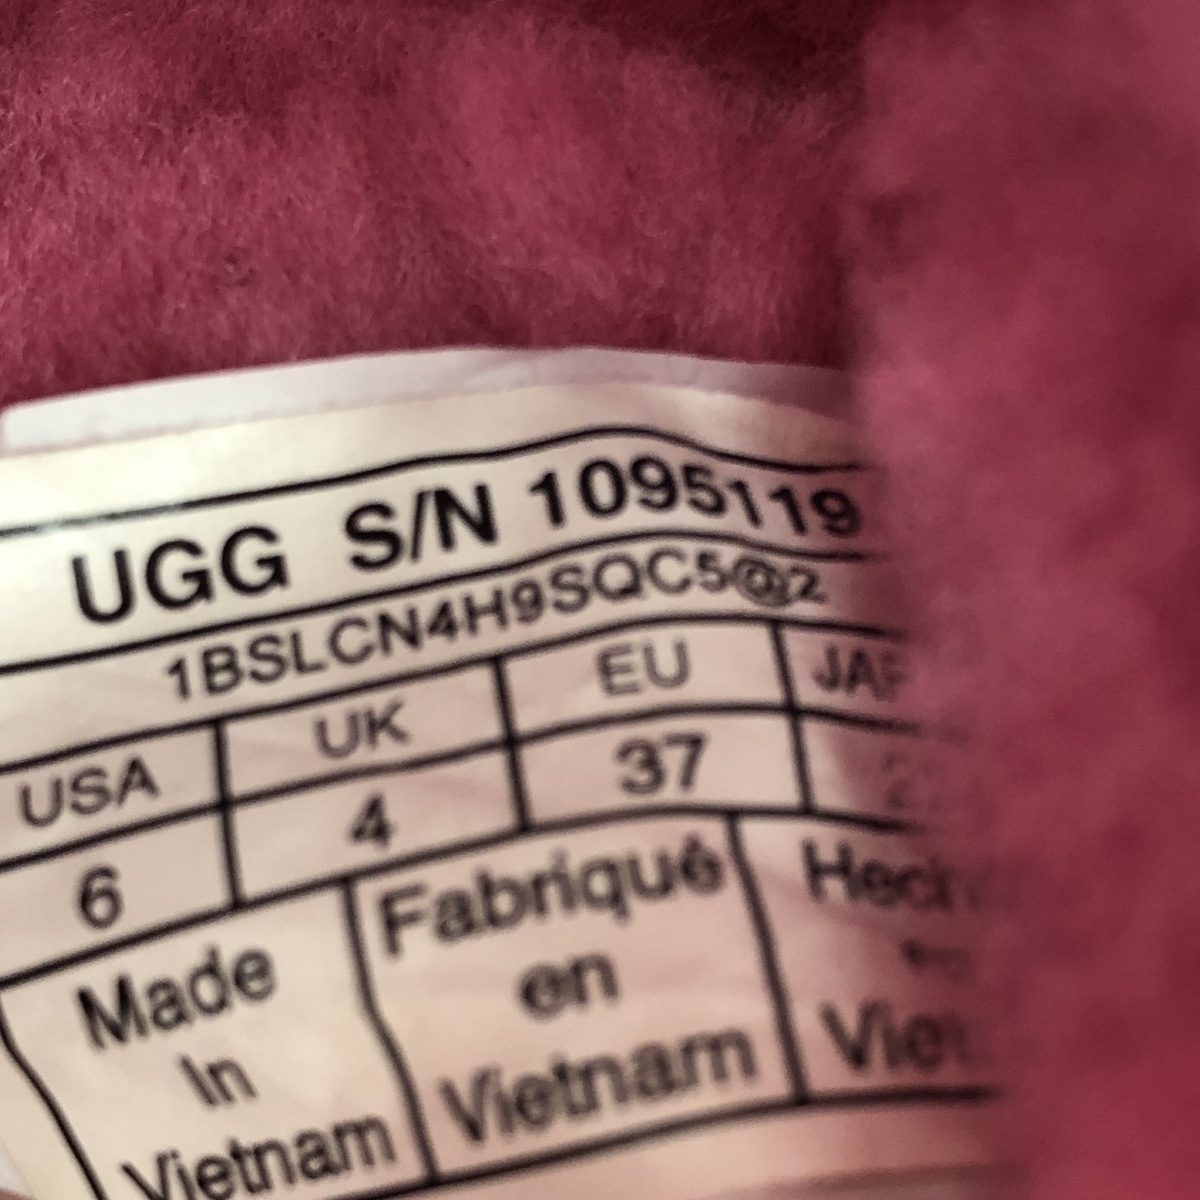 UGG S/N 1095119
1BSLCN4H9SQC5@2
USA UK EU
6 4 37
Made
In
Vietnam
Fabriqué
en
Vietnam